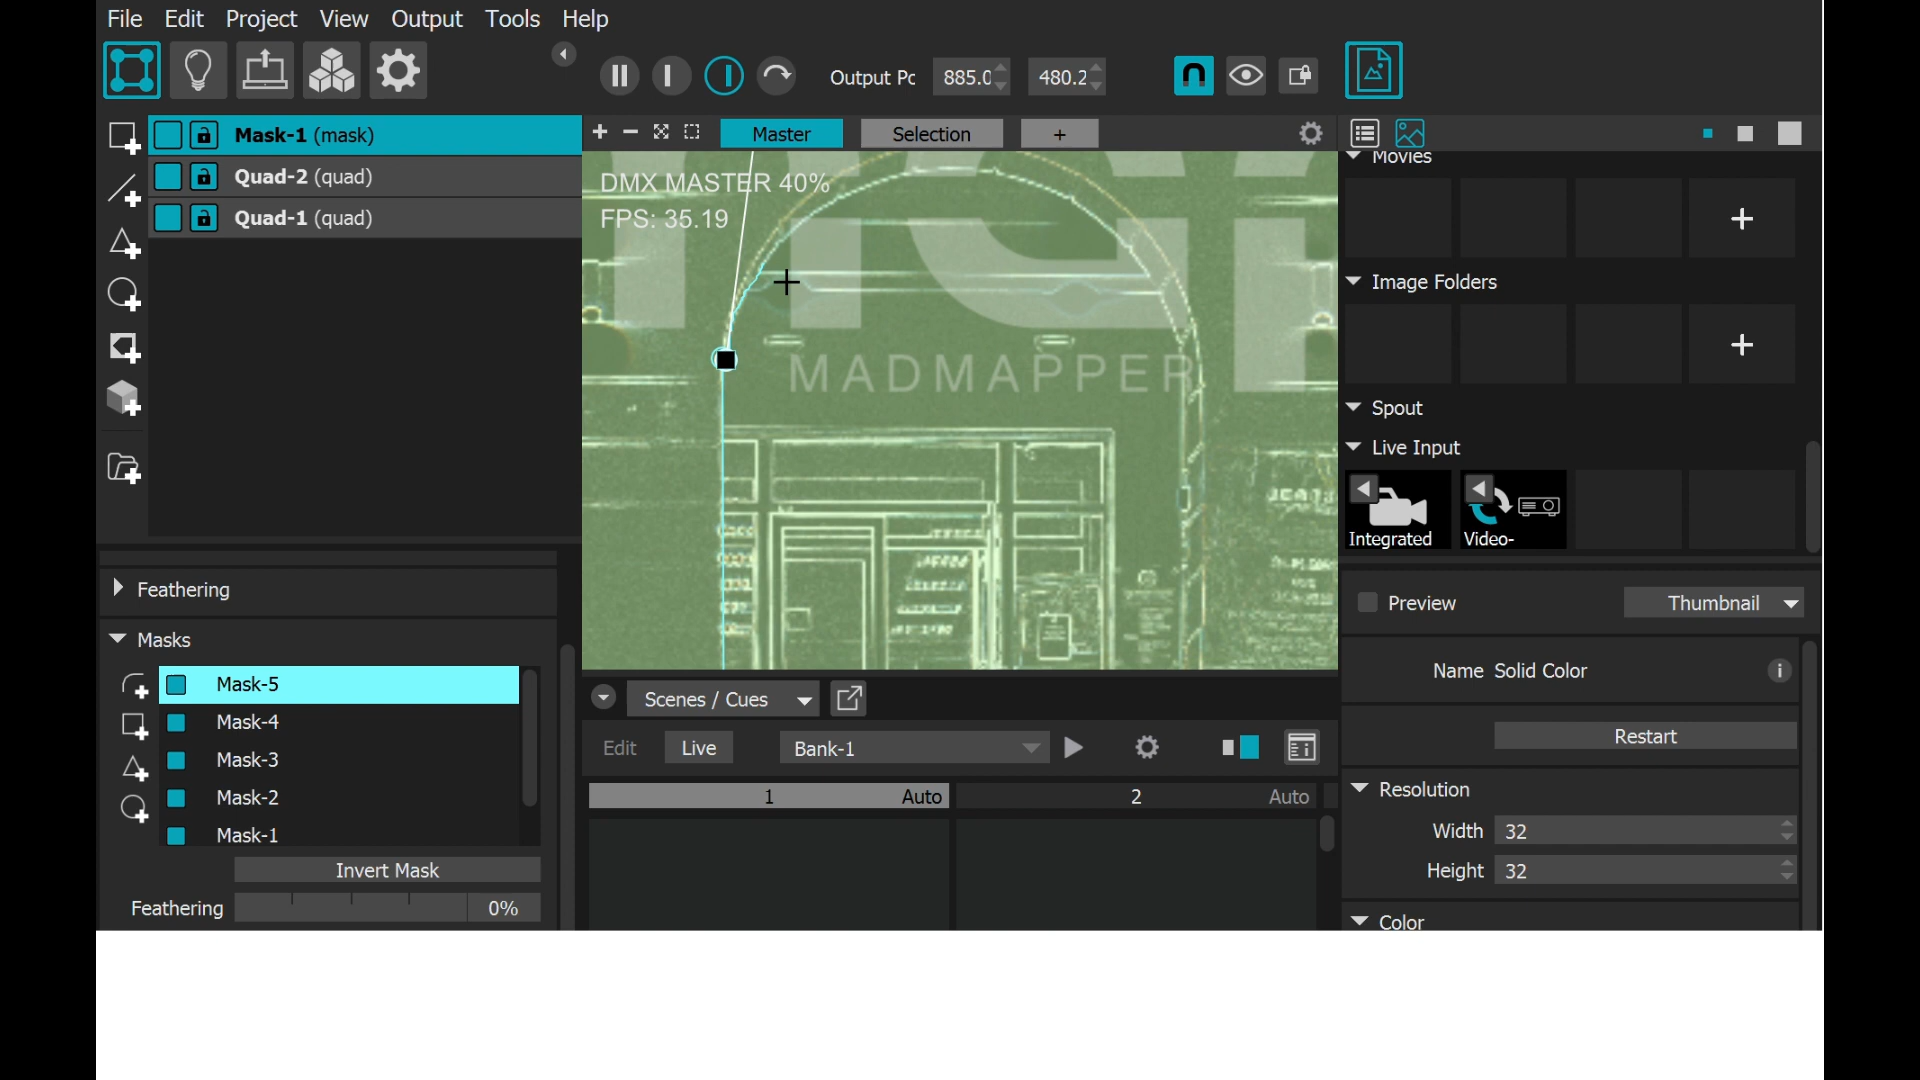 File Edit Project View Output Tools Help
Output Pc 885.0 480.2
Mask-1 (mask)
Quad-2 (quad)
Quad-1 (quad)
Master Selection +
DMX MASTER 40%
FPS: 35.19
MADMAPPER
Movies
Image Folders
Spout
Live Input
Integrated Video-
Preview Thumbnail
Name Solid Color
Restart
Resolution
Width 32
Height 32
Color
Feathering
Masks
Mask-5
Mask-4
Mask-3
Mask-2
Mask-1
Invert Mask
Feathering 0%
Scenes / Cues
Edit Live Bank-1
1 Auto 2 Auto